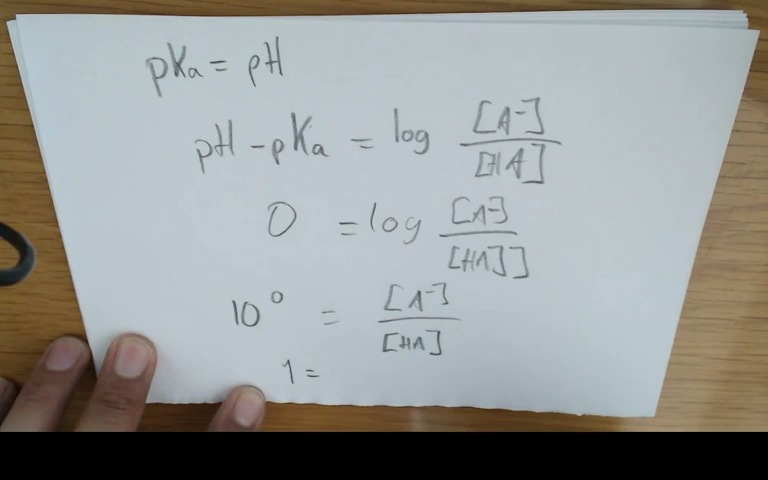 pKa = pH
pH - pKa = log [A-]/[HA]
0 = log [A-]/[HA]]
10⁰ = [A-]/[HA]
1 =